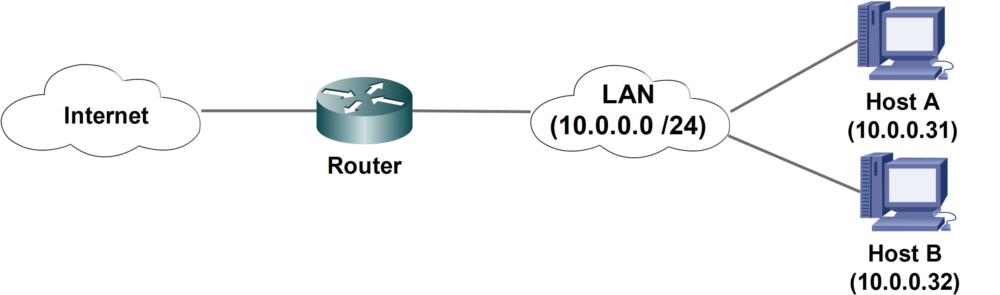 Internet
Router
LAN
(10.0.0.0 /24)
Host A
(10.0.0.31)
Host B
(10.0.0.32)